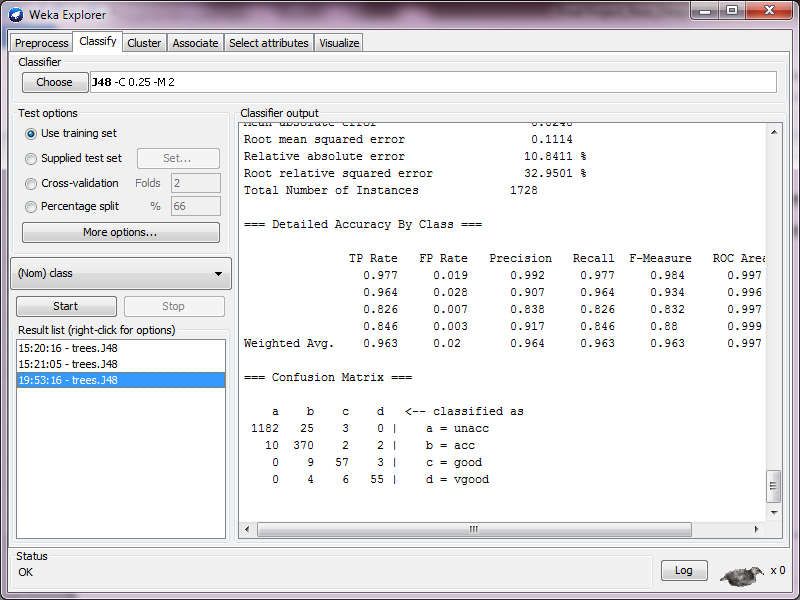 Weka Explorer
Preprocess Classify Cluster Associate Select attributes Visualize
Classifier
Choose J48 -C 0.25 -M 2
Test options
Use training set
Supplied test set Set...
Cross-validation Folds 2
Percentage split % 66
More options...
(Nom) class
Start Stop
Result list (right-click for options)
15:20:16 - trees.J48
15:21:05 - trees.J48
19:53:16 - trees.J48
Classifier output
Mean absolute error 0.0248
Root mean squared error 0.1114
Relative absolute error 10.8411 %
Root relative squared error 32.9501 %
Total Number of Instances 1728
=== Detailed Accuracy By Class ===
TP Rate FP Rate Precision Recall F-Measure ROC Area
0.977 0.019 0.992 0.977 0.984 0.997
0.964 0.028 0.907 0.964 0.934 0.996
0.826 0.007 0.838 0.826 0.832 0.997
0.846 0.003 0.917 0.846 0.88 0.999
Weighted Avg. 0.963 0.02 0.964 0.963 0.963 0.997
=== Confusion Matrix ===
a b c d <-- classified as
1182 25 3 0 | a = unacc
10 370 2 2 | b = acc
0 9 57 3 | c = good
0 4 6 55 | d = vgood
Status
OK
Log x 0